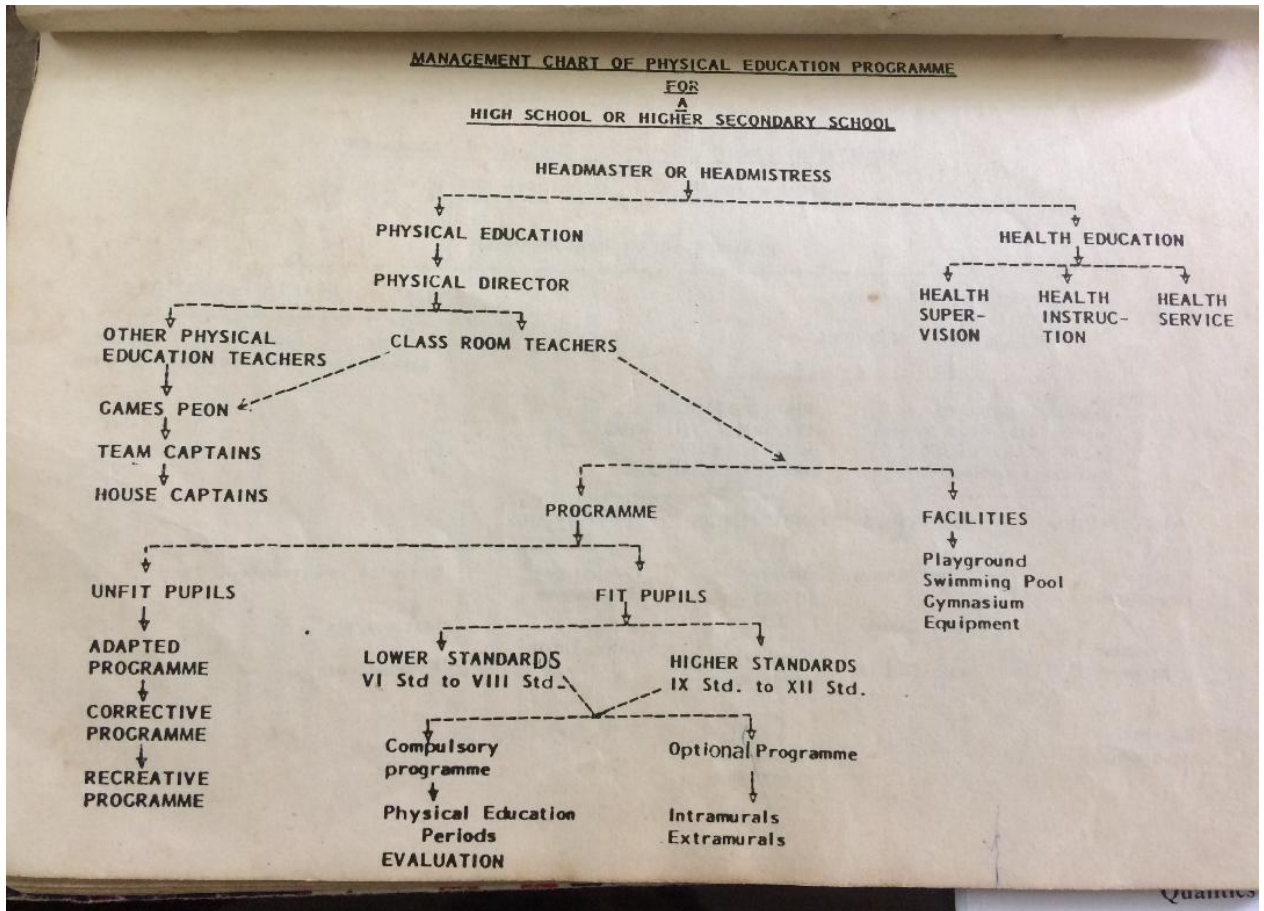 MANAGEMENT CHART OF PHYSICAL EDUCATION PROGRAMME
FOR
A
HIGH SCHOOL OR HIGHER SECONDARY SCHOOL
HEADMASTER OR HEADMISTRESS
PHYSICAL EDUCATION
HEALTH EDUCATION
PHYSICAL DIRECTOR
HEALTH
SUPER-
VISION
HEALTH
INSTRUC-
TION
HEALTH
SERVICE
OTHER PHYSICAL
EDUCATION TEACHERS
CLASS ROOM TEACHERS
GAMES PEON
TEAM CAPTAINS
HOUSE CAPTAINS
PROGRAMME
FACILITIES
Playground
Swimming Pool
Gymnasium
Equipment
UNFIT PUPILS
FIT PUPILS
ADAPTED
PROGRAMME
CORRECTIVE
PROGRAMME
RECREATIVE
PROGRAMME
LOWER STANDARDS
VI Std to VIII Std.
HIGHER STANDARDS
IX Std. to XII Std.
Compulsory
programme
Physical Education
Periods
EVALUATION
Optional Programme
Intramurals
Extramurals
Qualities